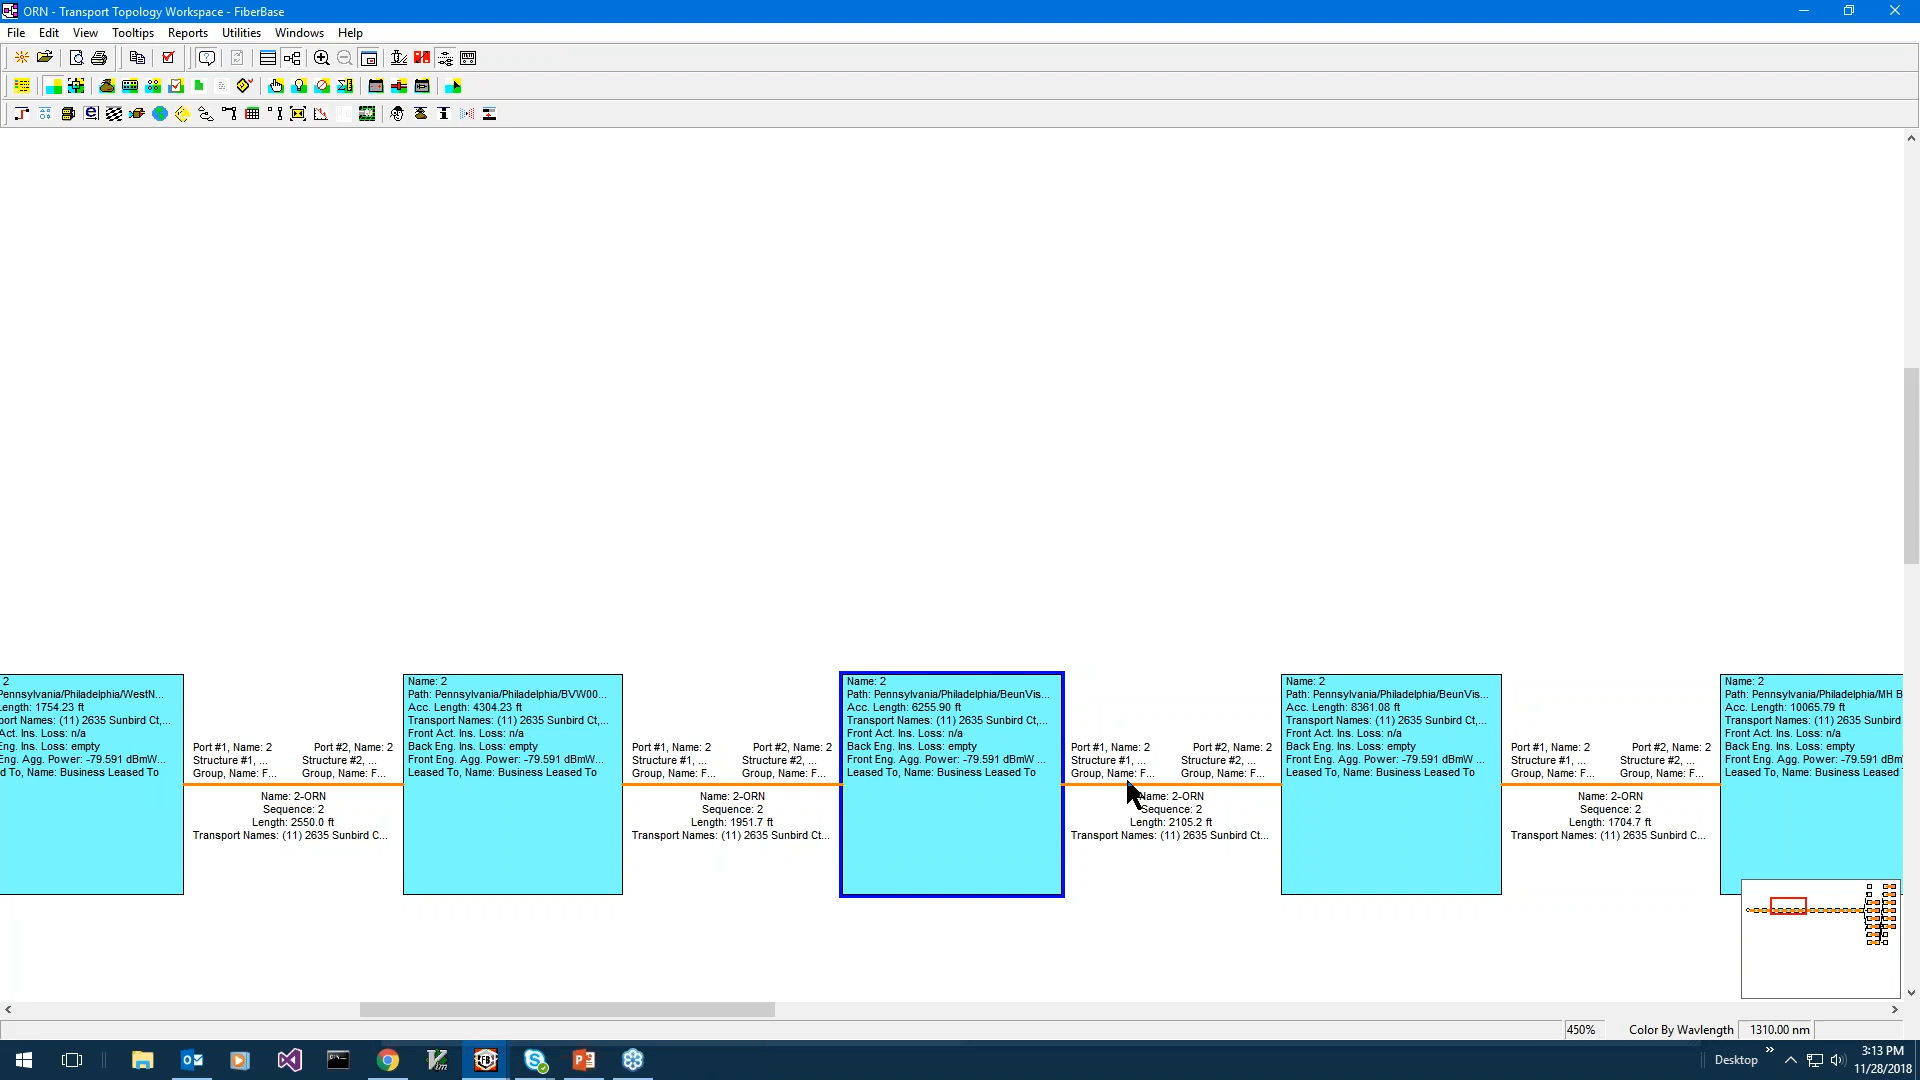 ORN - Transport Topology Workspace - FiberBase
File Edit View Tooltips Reports Utilities Windows Help
2
Pennsylvania/Philadelphia/WestN...
ength: 1754.23 ft
ort Names: (11) 2635 Sunbird Ct,...
Act. Ins. Loss: n/a
Eng. Ins. Loss: empty
Eng. Agg. Power: -79.591 dBmW...
d To, Name: Business Leased To
Port #1, Name: 2 Port #2, Name: 2
Structure #1, ... Structure #2, ...
Group, Name: F... Group, Name: F...
Name: 2-ORN
Sequence: 2
Length: 2550.0 ft
Transport Names: (11) 2635 Sunbird C...
Name: 2
Path: Pennsylvania/Philadelphia/BVW00...
Acc. Length: 4304.23 ft
Transport Names: (11) 2635 Sunbird Ct,...
Front Act. Ins. Loss: n/a
Back Eng. Ins. Loss: empty
Front Eng. Agg. Power: -79.591 dBmW...
Leased To, Name: Business Leased To
Port #1, Name: 2 Port #2, Name: 2
Structure #1, ... Structure #2, ...
Group, Name: F... Group, Name: F...
Name: 2-ORN
Sequence: 2
Length: 1951.7 ft
Transport Names: (11) 2635 Sunbird Ct...
Name: 2
Path: Pennsylvania/Philadelphia/BeunVis...
Acc. Length: 6255.90 ft
Transport Names: (11) 2635 Sunbird Ct,...
Front Act. Ins. Loss: n/a
Back Eng. Ins. Loss: empty
Front Eng. Agg. Power: -79.591 dBmW ...
Leased To, Name: Business Leased To
Port #1, Name: 2 Port #2, Name: 2
Structure #1, ... Structure #2, ...
Group, Name: F... Group, Name: F...
Name: 2-ORN
Sequence: 2
Length: 2105.2 ft
Transport Names: (11) 2635 Sunbird Ct...
Name: 2
Path: Pennsylvania/Philadelphia/BeunVis...
Acc. Length: 8361.08 ft
Transport Names: (11) 2635 Sunbird Ct,...
Front Act. Ins. Loss: n/a
Back Eng. Ins. Loss: empty
Front Eng. Agg. Power: -79.591 dBmW ...
Leased To, Name: Business Leased To
Port #1, Name: 2 Port #2, Name: 2
Structure #1, ... Structure #2, ...
Group, Name: F... Group, Name: F...
Name: 2-ORN
Sequence: 2
Length: 1704.7 ft
Transport Names: (11) 2635 Sunbird C...
Name: 2
Path: Pennsylvania/Philadelphia/MH B
Acc. Length: 10065.79 ft
Transport Names: (11) 2635 Sunbird
Front Act. Ins. Loss: n/a
Back Eng. Ins. Loss: empty
Front Eng. Agg. Power: -79.591 dBm
Leased To, Name: Business Leased
450% Color By Wavlength 1310.00 nm
Desktop
3:13 PM
11/28/2018